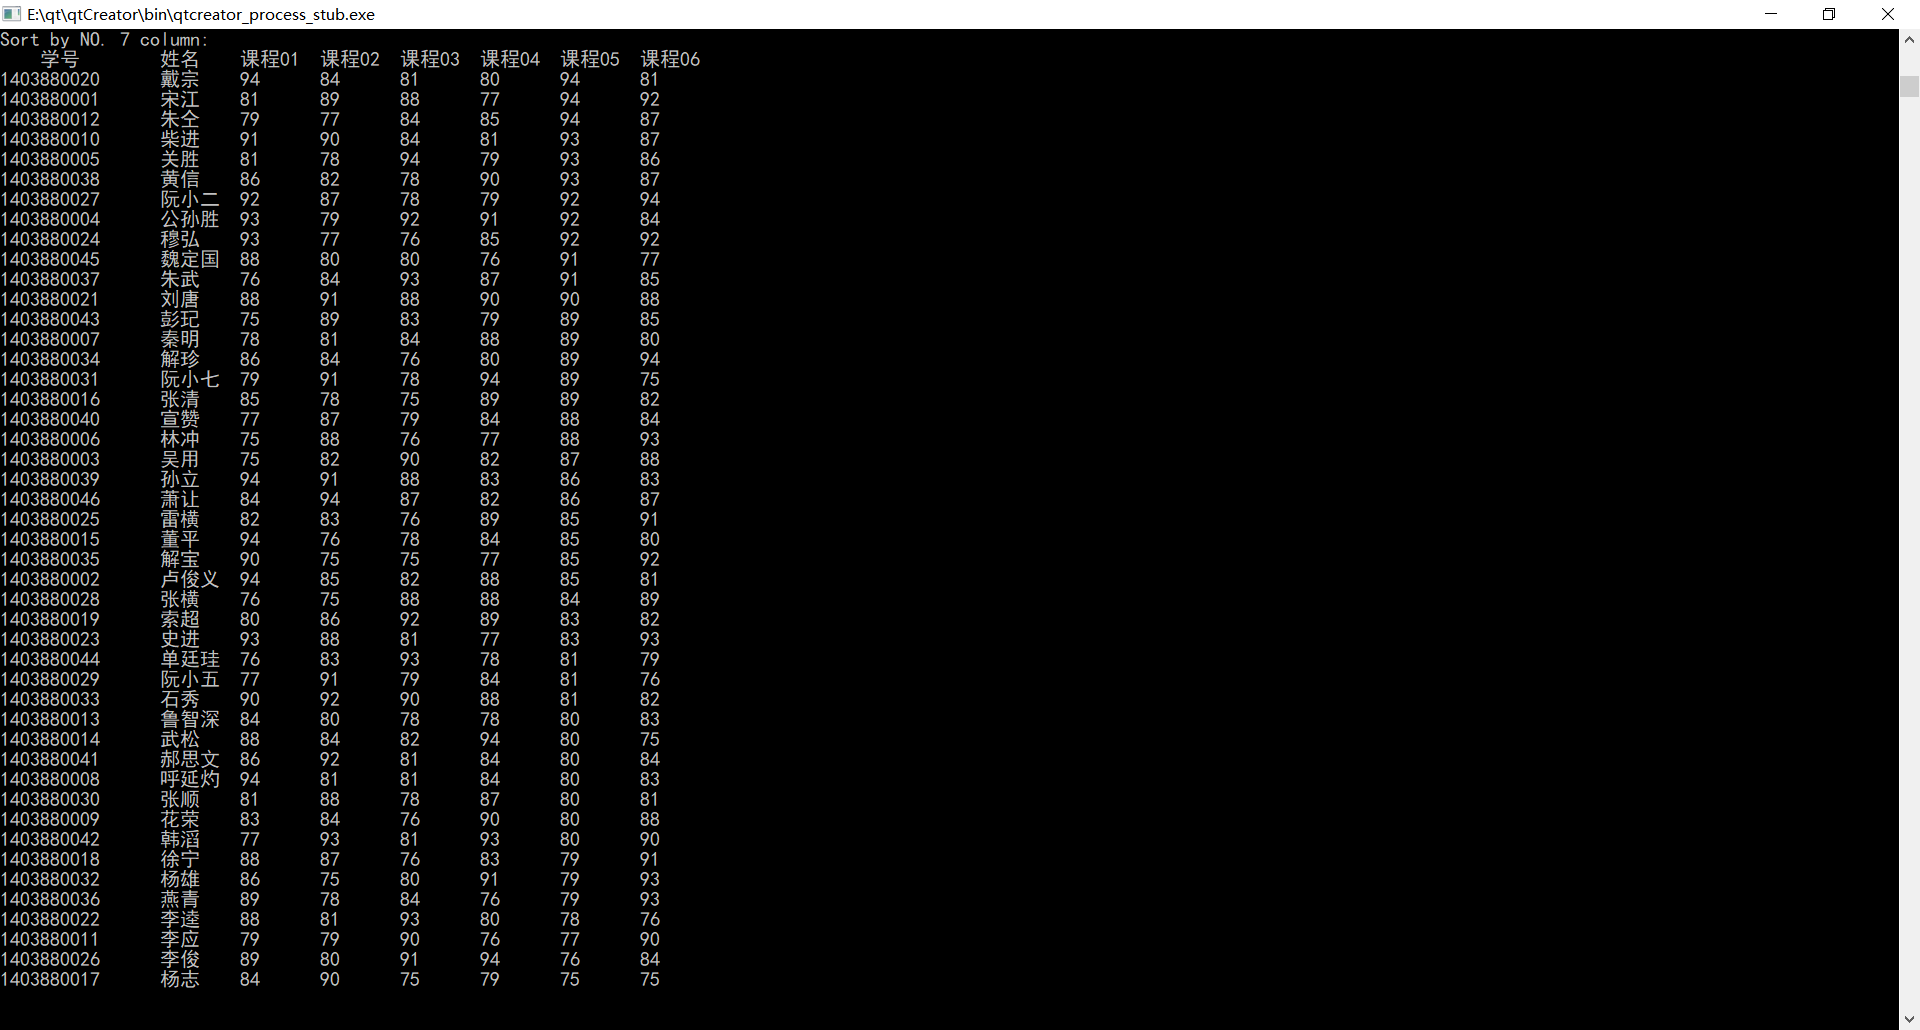 E:\qt\qtCreator\bin\qtcreator_process_stub.exe
Sort by NO. 7 column:
学号 姓名 课程01 课程02 课程03 课程04 课程05 课程06
1403880020 戴宗 94 84 81 80 94 81
1403880001 宋江 81 89 88 77 94 92
1403880012 朱仝 79 77 84 85 94 87
1403880010 柴进 91 90 84 81 93 87
1403880005 关胜 81 78 94 79 93 86
1403880038 黄信 86 82 78 90 93 87
1403880027 阮小二 92 87 78 79 92 94
1403880004 公孙胜 93 79 92 91 92 84
1403880024 穆弘 93 77 76 85 92 92
1403880045 魏定国 88 80 80 76 91 77
1403880037 朱武 76 84 93 87 91 85
1403880021 刘唐 88 91 88 90 90 88
1403880043 彭玘 75 89 83 79 89 85
1403880007 秦明 78 81 84 88 89 80
1403880034 解珍 86 84 76 80 89 94
1403880031 阮小七 79 91 78 94 89 75
1403880016 张清 85 78 75 89 89 82
1403880040 宣赞 77 87 79 84 88 84
1403880006 林冲 75 88 76 77 88 93
1403880003 吴用 75 82 90 82 87 88
1403880039 孙立 94 91 88 83 86 83
1403880046 萧让 84 94 87 82 86 87
1403880025 雷横 82 83 76 89 85 91
1403880015 董平 94 76 78 84 85 80
1403880035 解宝 90 75 75 77 85 92
1403880002 卢俊义 94 85 82 88 85 81
1403880028 张横 76 75 88 88 84 89
1403880019 索超 80 86 92 89 83 82
1403880023 史进 93 88 81 77 83 93
1403880044 单廷珪 76 83 93 78 81 79
1403880029 阮小五 77 91 79 84 81 76
1403880033 石秀 90 92 90 88 81 82
1403880013 鲁智深 84 80 78 78 80 83
1403880014 武松 88 84 82 94 80 75
1403880041 郝思文 86 92 81 84 80 84
1403880008 呼延灼 94 81 81 84 80 83
1403880030 张顺 81 88 78 87 80 81
1403880009 花荣 83 84 76 90 80 88
1403880042 韩滔 77 93 81 93 80 90
1403880018 徐宁 88 87 76 83 79 91
1403880032 杨雄 86 75 80 91 79 93
1403880036 燕青 89 78 84 76 79 93
1403880022 李逵 88 81 93 80 78 76
1403880011 李应 79 79 90 76 77 90
1403880026 李俊 89 80 91 94 76 84
1403880017 杨志 84 90 75 79 75 75